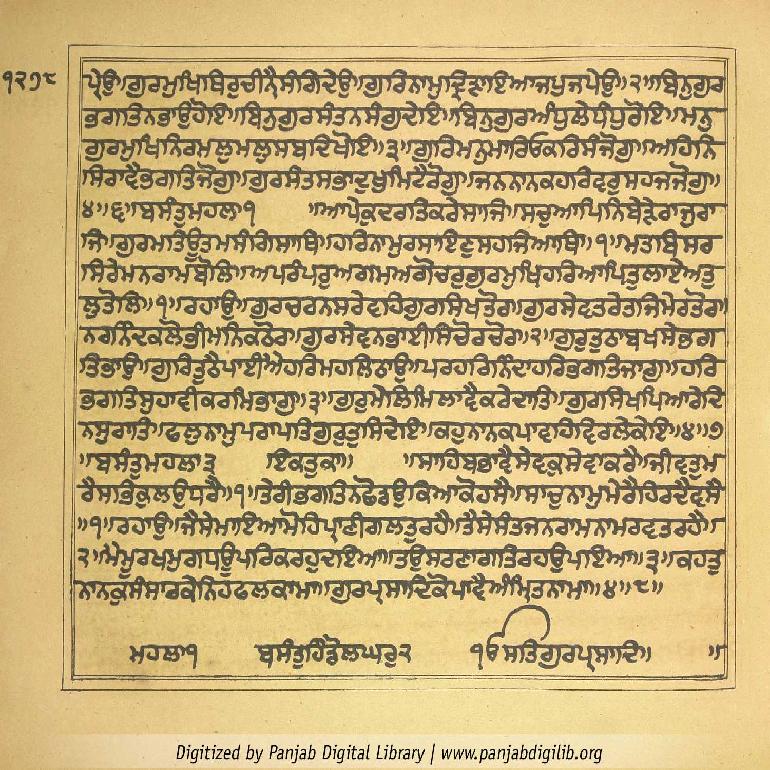 ੧੨੭੮
ਪ੍ਰੇਉ॥ਗੁਰਮੁਖਿਥਿਰੁਚੀਨੈਸੰਗਿਦੇਉ॥ਗੁਰਿਨਾਮੁਦ੍ਰਿੜਾਇਆਜਪੁਜਪੇਉ॥੨॥ਬਿਨੁਗੁਰ
ਭਗਤਿਨਭਾਉਹੋਇ॥ਬਿਨੁਗੁਰਸੰਤਨਸੰਗੁਦੇਇ॥ਬਿਨੁਗੁਰਅੰਧੁਲੇਧੰਧੁਰੋਇ॥ਮਨੁ
ਗੁਰਮੁਖਿਨਿਰਮਲੁਮਲੁਸਬਦਿਖੋਇ॥੩॥ਗੁਰਿਮਨੁਮਾਰਿਓਕਰਿਸੰਜੋਗੁ॥ਅਹਿਨਿ
ਸਿਰਾਵੈਭਗਤਿਜੋਗੁ॥ਗੁਰਸੰਤਸਭਾਦੁਖੁਮਿਟੈਰੋਗੁ॥ਜਨਨਾਨਕਹਰਿਵਰੁਸਹਜਜੋਗੁ॥
੪॥੬॥ਬਸੰਤੁਮਹਲਾ੧ ॥ਆਪੇਕੁਦਰਤਿਕਰੇਸਾਜਿ॥ਸਚੁਆਪਿਨਿਬੇੜੇਰਾਜੁਰਾ
ਜਿ॥ਗੁਰਮਤਿਊਤਮਸੰਗਿਸਾਥਿ॥ਹਰਿਨਾਮੁਰਸਾਇਣੁਸਹਜਿਆਥਿ॥੧॥ਮਤਬਿਸਰ
ਸਿਰੇਮਨਰਾਮਬੋਲਿ॥ਅਪਰੰਪਰੁਅਗਮਅਗੋਚਰੁਗੁਰਮੁਖਿਹਰਿਆਪਿਤੁਲਾਏਅਤੁ
ਲੁਤੋਲਿ॥੧॥ਰਹਾਉ॥ਗੁਰਚਰਨਸਰੇਵਹਿਗੁਰਸਿਖਤੋਰ॥ਗੁਰਸੇਵਤਰੇਤਜਿਮੇਰਤੋਰ॥
ਨਰਨਿੰਦਕਲੋਭੀਮਨਿਕਠੋਰ॥ਗੁਰਸੇਵਨਭਾਈਸਿਚੋਰਚੋਰ॥੨॥ਗੁਰੁਤੁਠਾਬਖਸੇਭਗ
ਤਿਭਾਉ॥ਗੁਰਿਤੁਠੈਪਾਈਐਹਰਿਮਹਲਿਠਾਉ॥ਪਰਹਰਿਨਿੰਦਾਹਰਿਭਗਤਿਜਾਗੁ॥ਹਰਿ
ਭਗਤਿਸੁਹਾਵੀਕਰਮਿਭਾਗੁ॥੩॥ਗੁਰੁਮੇਲਿਮਿਲਾਵੈਕਰੇਦਾਤਿ॥ਗੁਰਸਿਖਪਿਆਰੇਦਿ
ਨਸੁਰਾਤਿ॥ਫਲੁਨਾਮੁਪਰਾਪਤਿਗੁਰੁਤੁਸਿਦੇਇ॥ਕਹੁਨਾਨਕਪਾਵਹਿਵਿਰਲੇਕੇਇ॥੪॥੭
॥ਬਸੰਤੁਮਹਲਾ੩ ਇਕਤੁਕਾ॥ ॥ਸਾਹਿਬਭਾਵੈਸੇਵਕੁਸੇਵਾਕਰੈ॥ਜੀਵਤੁਮ
ਰੈਸਭਿਕੁਲਉਧਰੈ॥੧॥ਤੇਰੀਭਗਤਿਨਛੋਡਉਕਿਆਕੋਹਸੈ॥ਸਾਚੁਨਾਮੁਮੇਰੈਹਿਰਦੈਵਸੈ
॥੧॥ਰਹਾਉ॥ਜੈਸੇਮਾਇਆਮੋਹਿਪ੍ਰਾਣੀਗਲਤੁਰਹੈ॥ਤੈਸੇਸੰਤਜਨਰਾਮਨਾਮਰਵਤਰਹੈ॥
੨॥ਮੈਮੂਰਖਮੁਗਧਊਪਰਿਕਰਹੁਦਇਆ॥ਤਉਸਰਣਾਗਤਿਰਹਉਪਇਆ॥੩॥ਕਹਤੁ
ਨਾਨਕੁਸੰਸਾਰਕੇਨਿਹਫਲਕਾਮਾ॥ਗੁਰਪ੍ਰਸਾਦਿਕੋਪਾਵੈਅੰਮ੍ਰਿਤਨਾਮਾ॥੪॥੮॥
ਮਹਲਾ੧ ਬਸੰਤੁਹਿੰਡੋਲਘਰੁ੨ ੴਸਤਿਗੁਰਪ੍ਰਸਾਦਿ॥ ॥
Digitized by Panjab Digital Library | www.panjabdigilib.org